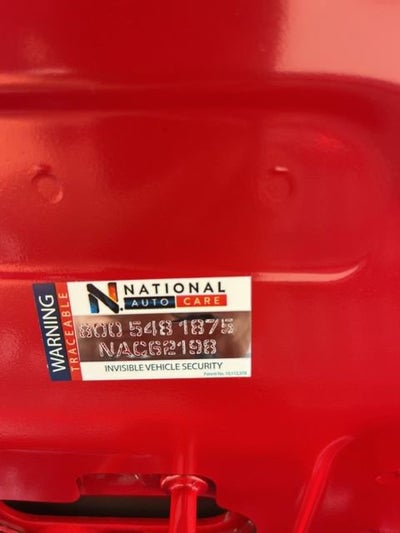 WARNING
TRACEABLE
N. NATIONAL
AUTO CARE
800 548 1875
NAC62198
INVISIBLE VEHICLE SECURITY